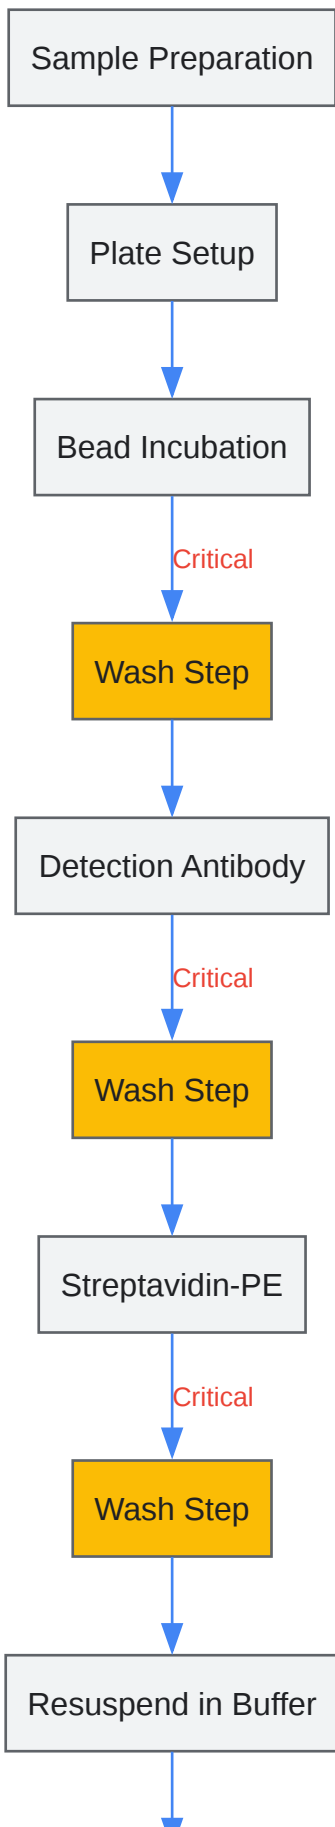 Sample Preparation
Plate Setup
Bead Incubation
Critical
Wash Step
Detection Antibody
Critical
Wash Step
Streptavidin-PE
Critical
Wash Step
Resuspend in Buffer